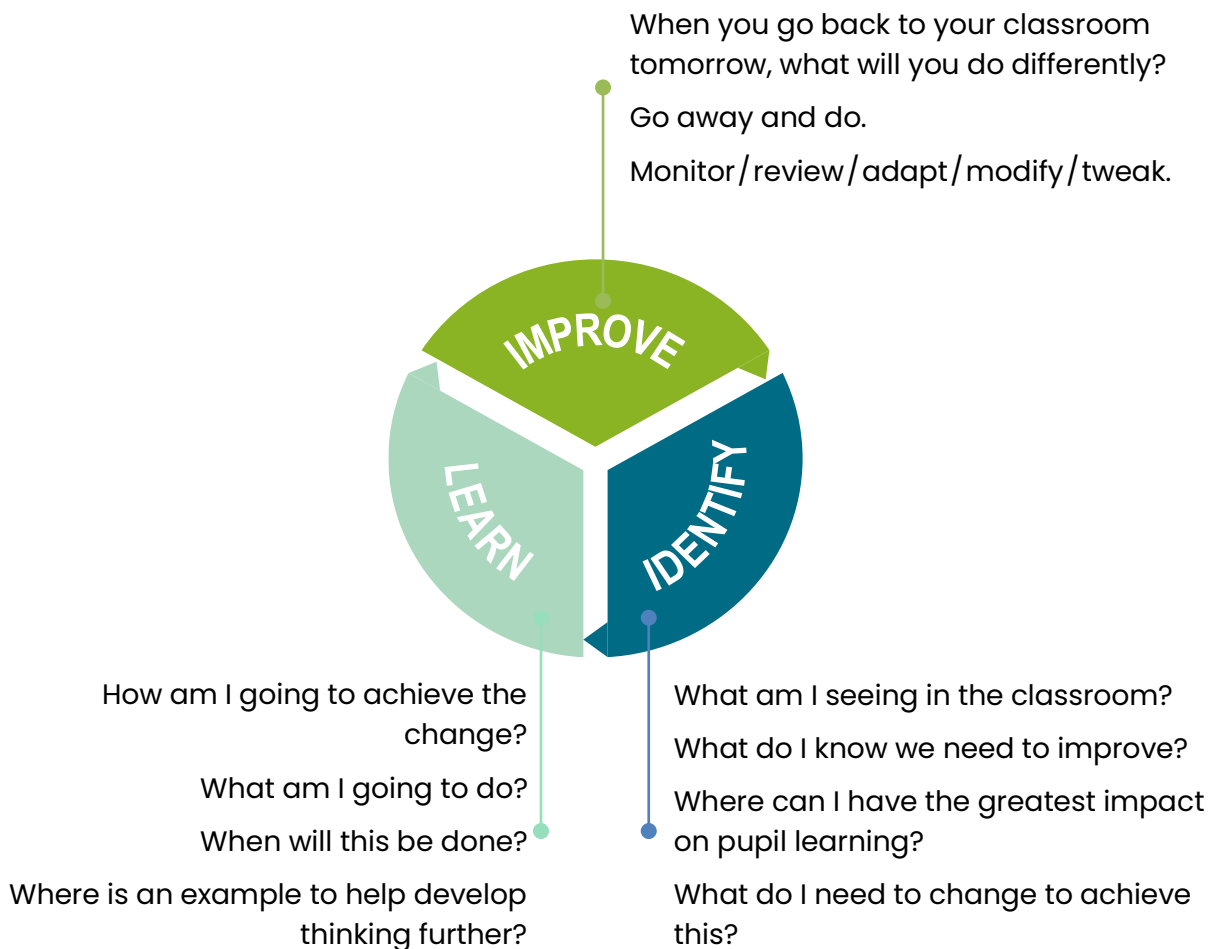 When you go back to your classroom
tomorrow, what will you do differently?
Go away and do.
Monitor/review/adapt/modify/tweak.
IMPROVE
LEARN
IDENTIFY
How am I going to achieve the
change?
What am I going to do?
When will this be done?
Where is an example to help develop
thinking further?
What am I seeing in the classroom?
What do I know we need to improve?
Where can I have the greatest impact
on pupil learning?
What do I need to change to achieve
this?